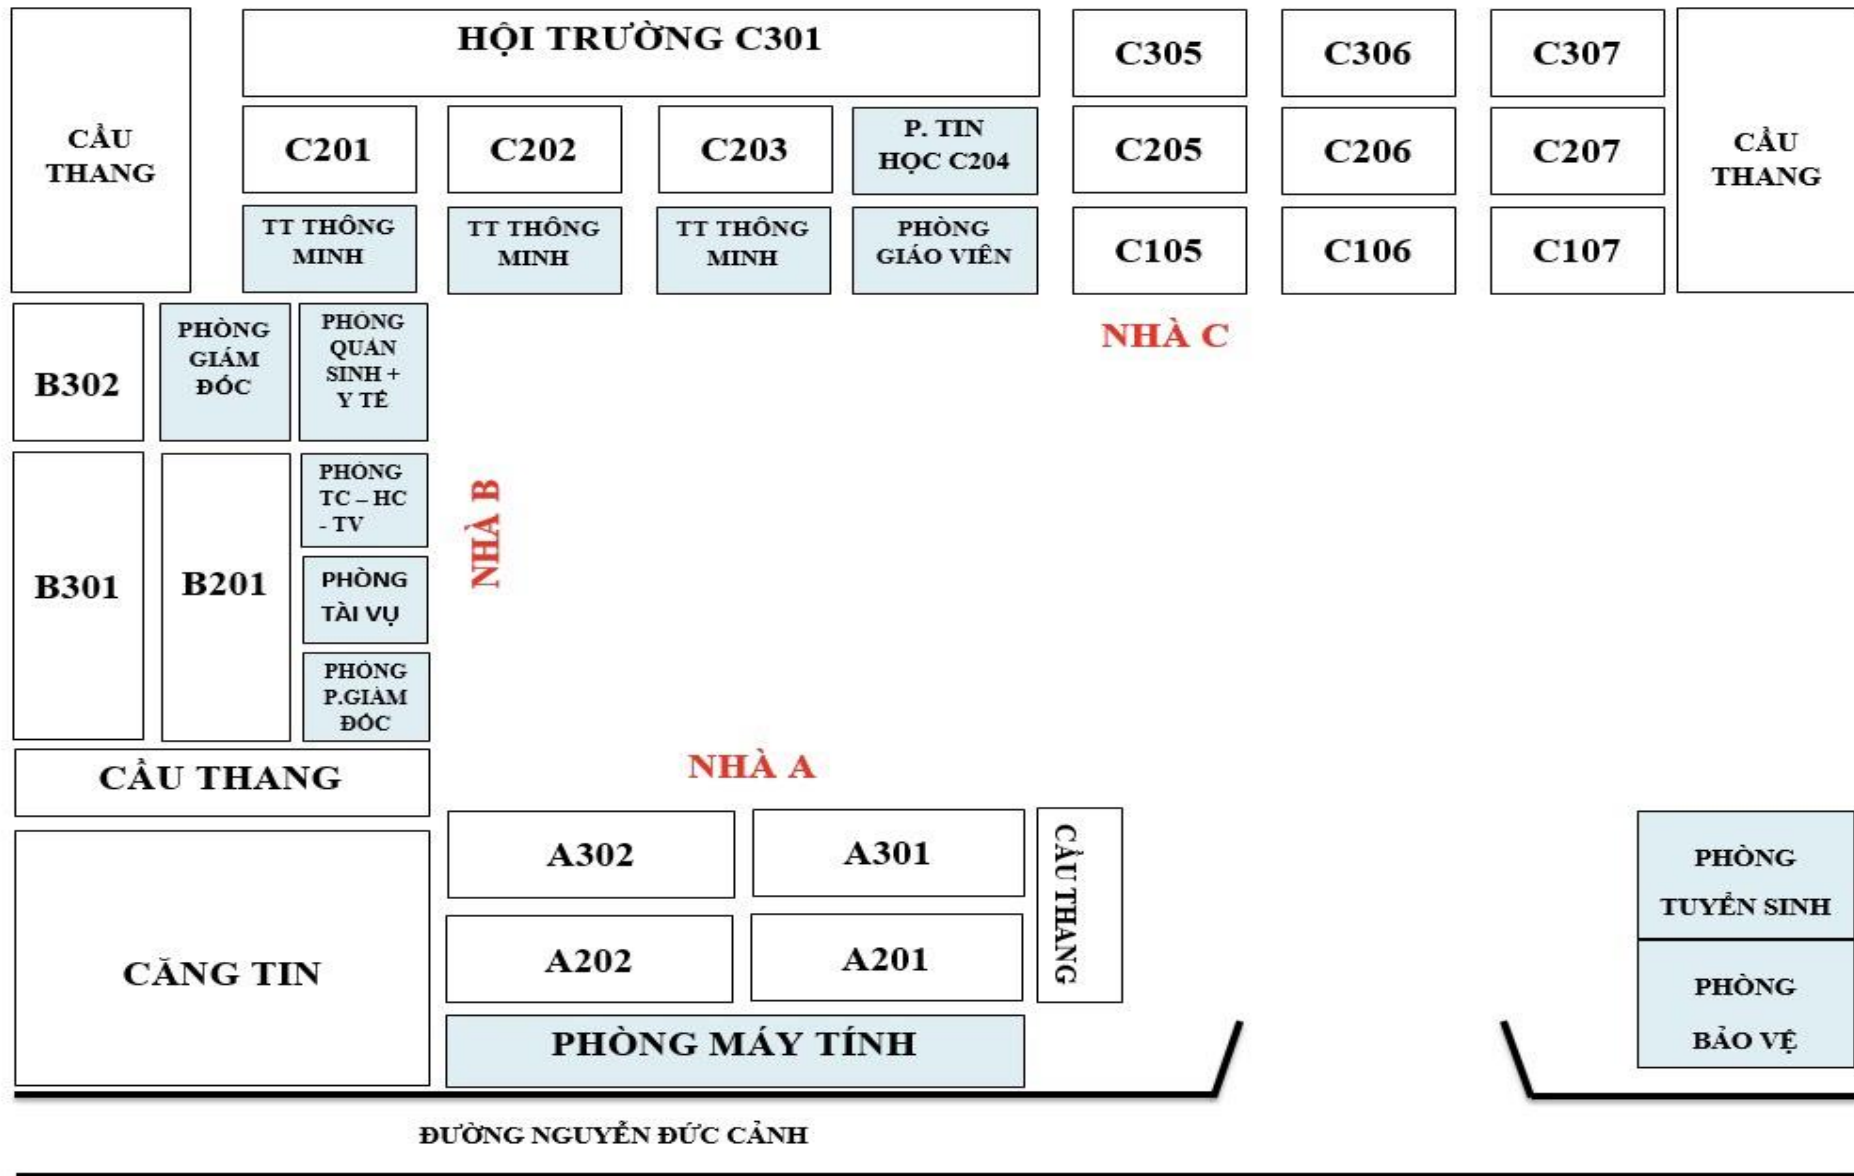 CẦU
THANG
HỘI TRƯỜNG C301
C305
C306
C307
CẦU
THANG
C201
C202
C203
P. TIN
HỌC C204
C205
C206
C207
TT THÔNG
MINH
TT THÔNG
MINH
TT THÔNG
MINH
PHÒNG
GIÁO VIÊN
C105
C106
C107
NHÀ C
B302
PHÒNG
GIÁM
ĐỐC
PHÒNG
QUẢN
SINH +
Y TẾ
B301
B201
PHÒNG
TC – HC
- TV
PHÒNG
TÀI VỤ
PHÒNG
P.GIÁM
ĐỐC
NHÀ B
CẦU THANG
NHÀ A
CĂNG TIN
A302
A301
CẦU THANG
A202
A201
PHÒNG MÁY TÍNH
PHÒNG
TUYỂN SINH
PHÒNG
BẢO VỆ
ĐƯỜNG NGUYỄN ĐỨC CẢNH